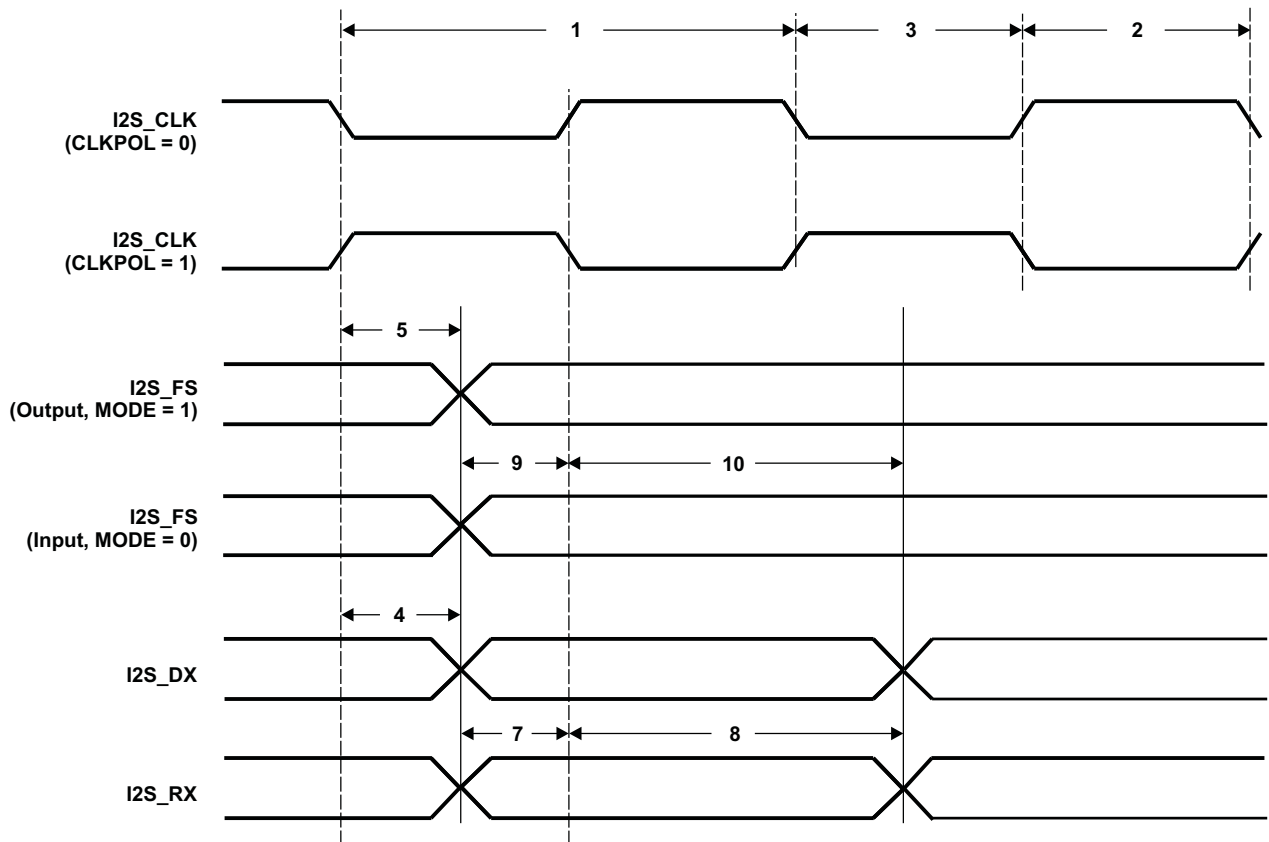 1
3
2
I2S_CLK
(CLKPOL = 0)
I2S_CLK
(CLKPOL = 1)
5
I2S_FS
(Output, MODE = 1)
9
10
I2S_FS
(Input, MODE = 0)
4
I2S_DX
7
8
I2S_RX